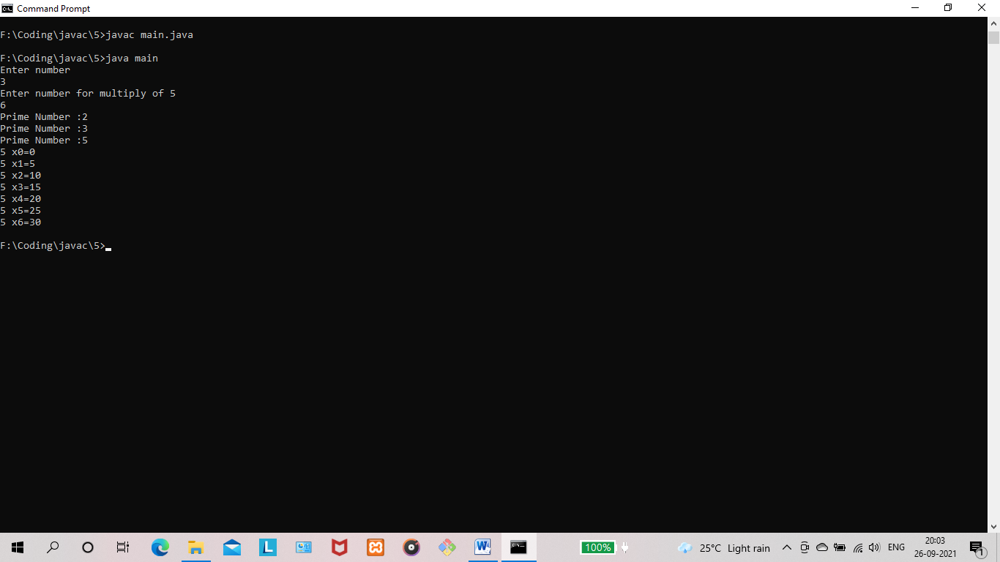 Command Prompt
F:\Coding\javac\5>javac main.java
F:\Coding\javac\5>java main
Enter number
3
Enter number for multiply of 5
6
Prime Number :2
Prime Number :3
Prime Number :5
5 x0=0
5 x1=5
5 x2=10
5 x3=15
5 x4=20
5 x5=25
5 x6=30
F:\Coding\javac\5>
L
W
C:\.
100%
25°C Light rain
ENG
20:03
26-09-2021
1